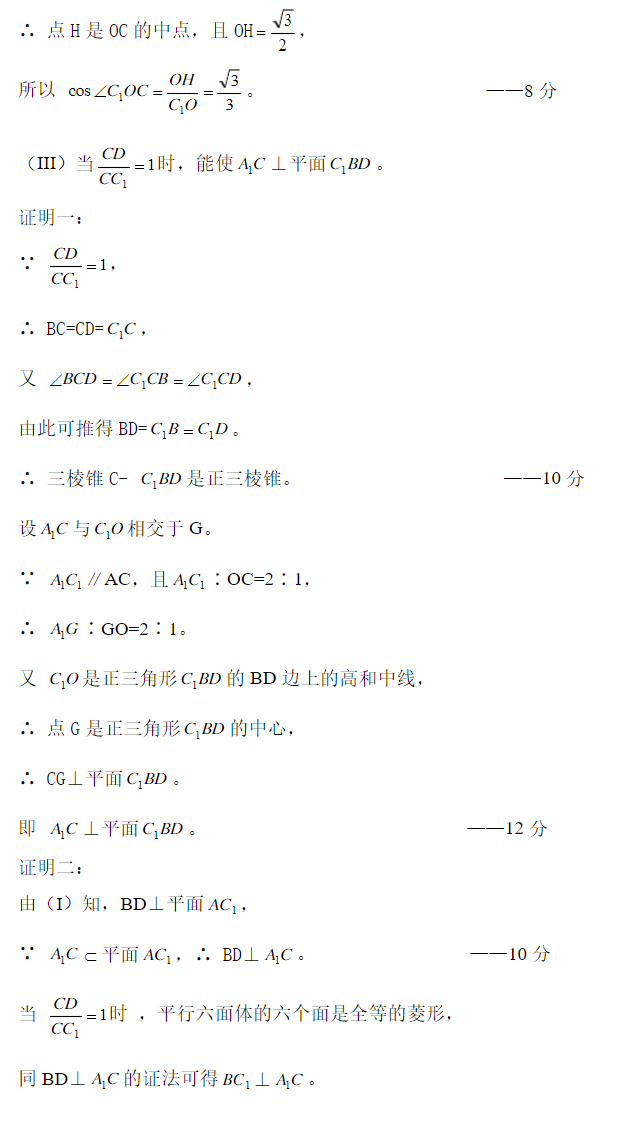 ∴ 点 H 是 OC 的中点，且 OH = √3/2，
所以 cos∠C₁OC = OH/C₁O = √3/3。 ——8 分
（III）当 CD/CC₁ = 1 时，能使 A₁C ⊥平面 C₁BD。
证明一：
∵ CD/CC₁ = 1，
∴ BC=CD= C₁C，
又 ∠BCD = ∠C₁CB = ∠C₁CD，
由此可推得 BD= C₁B = C₁D。
∴ 三棱锥 C- C₁BD 是正三棱锥。 ——10 分
设 A₁C 与 C₁O 相交于 G。
∵ A₁C₁ ∥ AC，且 A₁C₁∶OC=2∶1，
∴ A₁G∶GO=2∶1。
又 C₁O 是正三角形 C₁BD 的 BD 边上的高和中线，
∴ 点 G 是正三角形 C₁BD 的中心，
∴ CG⊥平面 C₁BD。
即 A₁C ⊥平面 C₁BD。 ——12 分
证明二：
由（I）知，BD⊥平面 AC₁，
∵ A₁C ⊂ 平面 AC₁，∴ BD⊥ A₁C。 ——10 分
当 CD/CC₁ = 1 时 ，平行六面体的六个面是全等的菱形，
同 BD⊥ A₁C 的证法可得 BC₁ ⊥ A₁C。